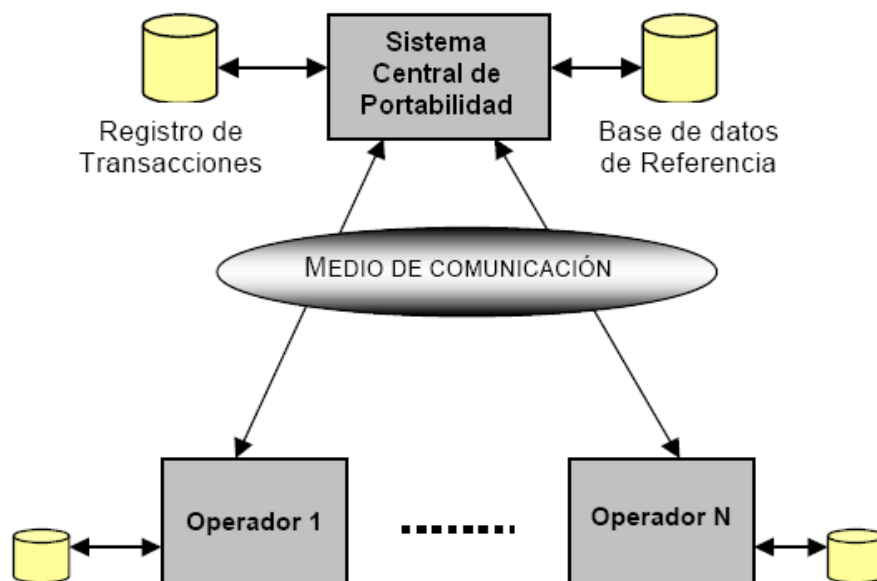 Sistema
Central de
Portabilidad
Registro de
Transacciones
Base de datos
de Referencia
MEDIO DE COMUNICACIÓN
Operador 1
Operador N